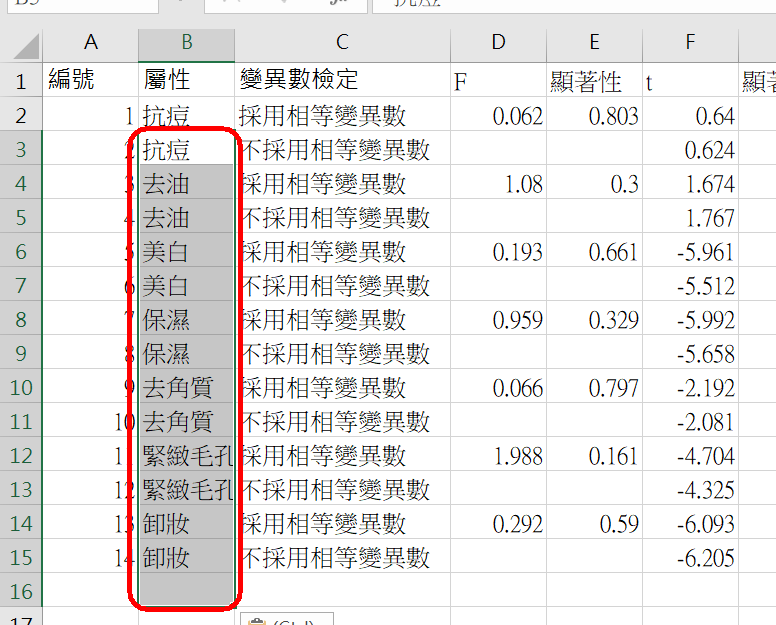 A B C D E F
1 編號 屬性 變異數檢定 F 顯著性 t
2 1 抗痘 採用相等變異數 0.062 0.803 0.64
3 2 抗痘 不採用相等變異數 0.624
4 3 去油 採用相等變異數 1.08 0.3 1.674
5 4 去油 不採用相等變異數 1.767
6 5 美白 採用相等變異數 0.193 0.661 -5.961
7 6 美白 不採用相等變異數 -5.512
8 7 保濕 採用相等變異數 0.959 0.329 -5.992
9 8 保濕 不採用相等變異數 -5.658
10 9 去角質 採用相等變異數 0.066 0.797 -2.192
11 10 去角質 不採用相等變異數 -2.081
12 11 緊緻毛孔 採用相等變異數 1.988 0.161 -4.704
13 12 緊緻毛孔 不採用相等變異數 -4.325
14 13 卸妝 採用相等變異數 0.292 0.59 -6.093
15 14 卸妝 不採用相等變異數 -6.205
16
17 (Ctrl)